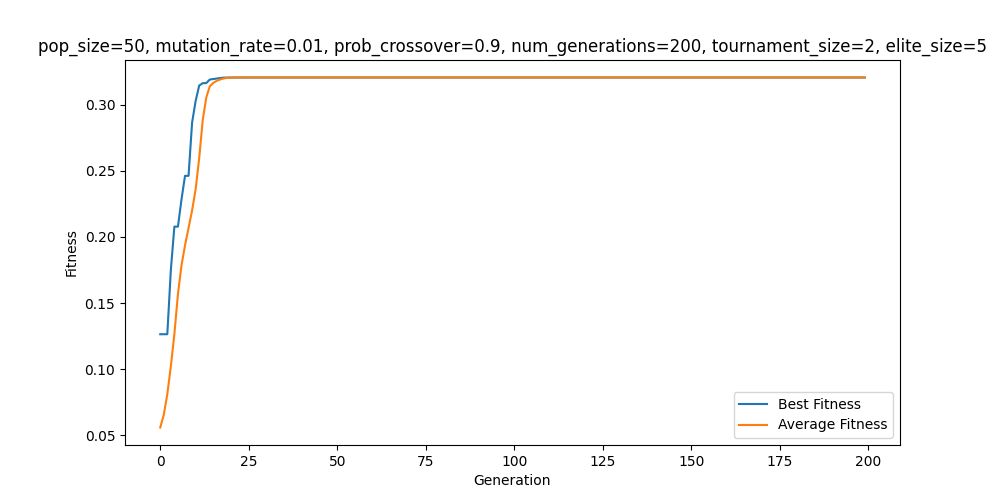 pop_size=50, mutation_rate=0.01, prob_crossover=0.9, num_generations=200, tournament_size=2, elite_size=5
0.30
0.25
0.20
0.15
0.10
0.05
Fitness
Best Fitness
Average Fitness
0 25 50 75 100 125 150 175 200
Generation